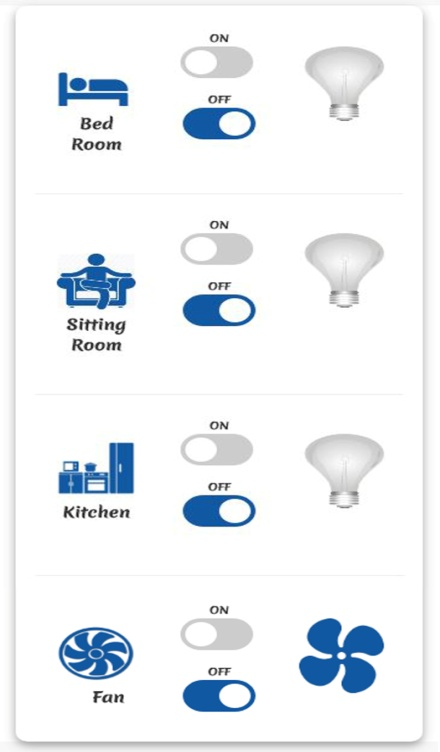 ON
OFF
Bed
Room
ON
OFF
Sitting
Room
ON
OFF
Kitchen
ON
OFF
Fan